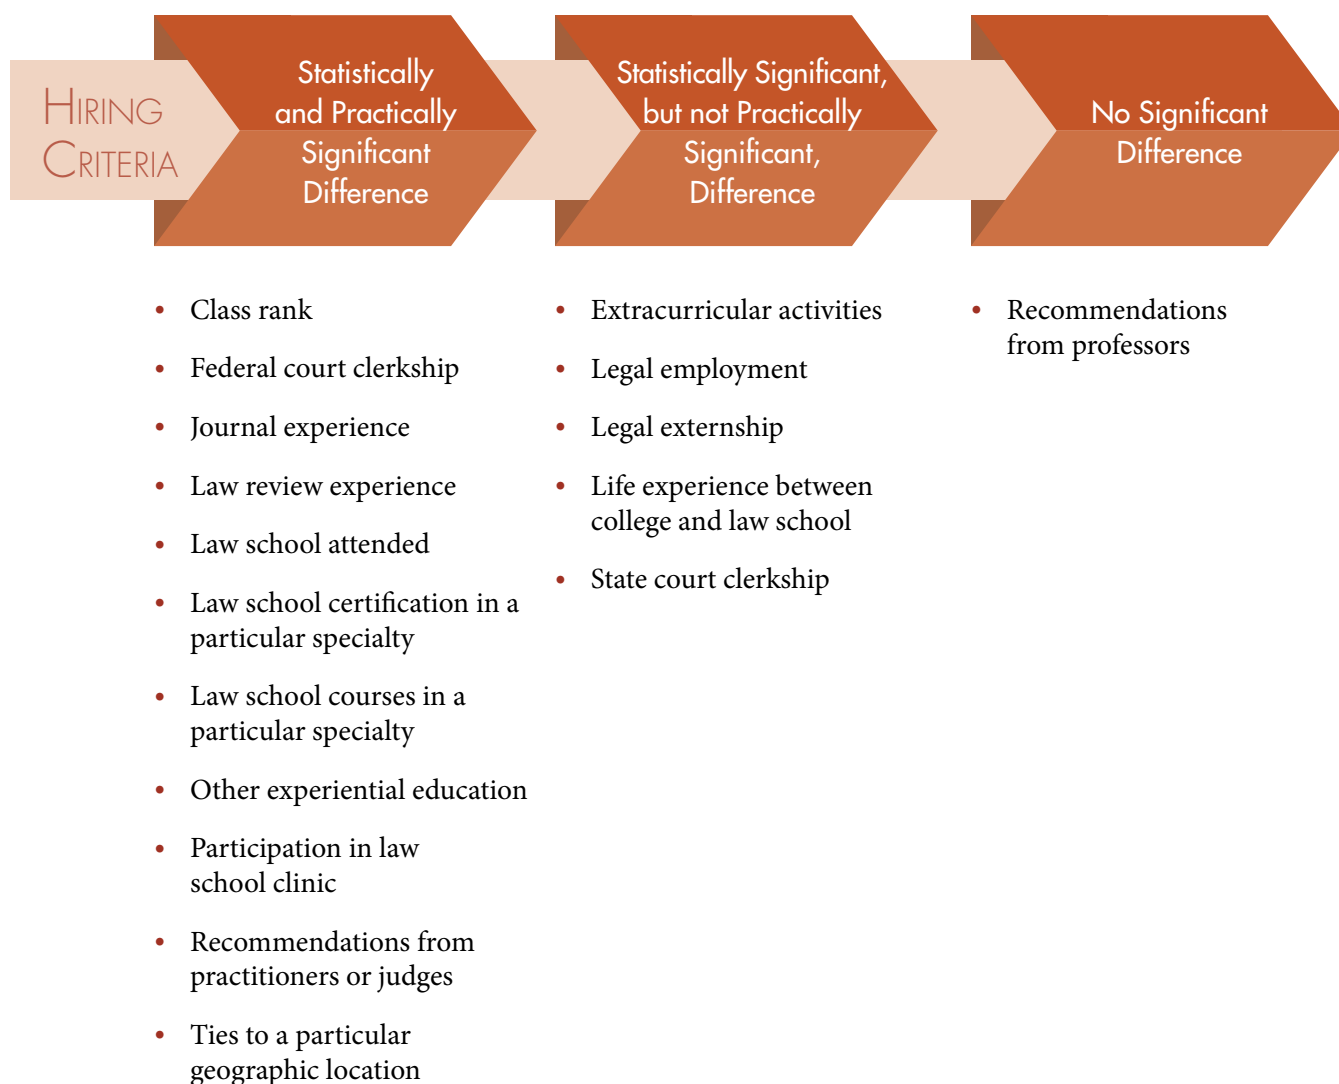 HIRING
CRITERIA
Statistically
and Practically
Significant
Difference
Statistically Significant,
but not Practically
Significant,
Difference
No Significant
Difference
• Class rank
• Federal court clerkship
• Journal experience
• Law review experience
• Law school attended
• Law school certification in a
particular specialty
• Law school courses in a
particular specialty
• Other experiential education
• Participation in law
school clinic
• Recommendations from
practitioners or judges
• Ties to a particular
geographic location
• Extracurricular activities
• Legal employment
• Legal externship
• Life experience between
college and law school
• State court clerkship
• Recommendations
from professors